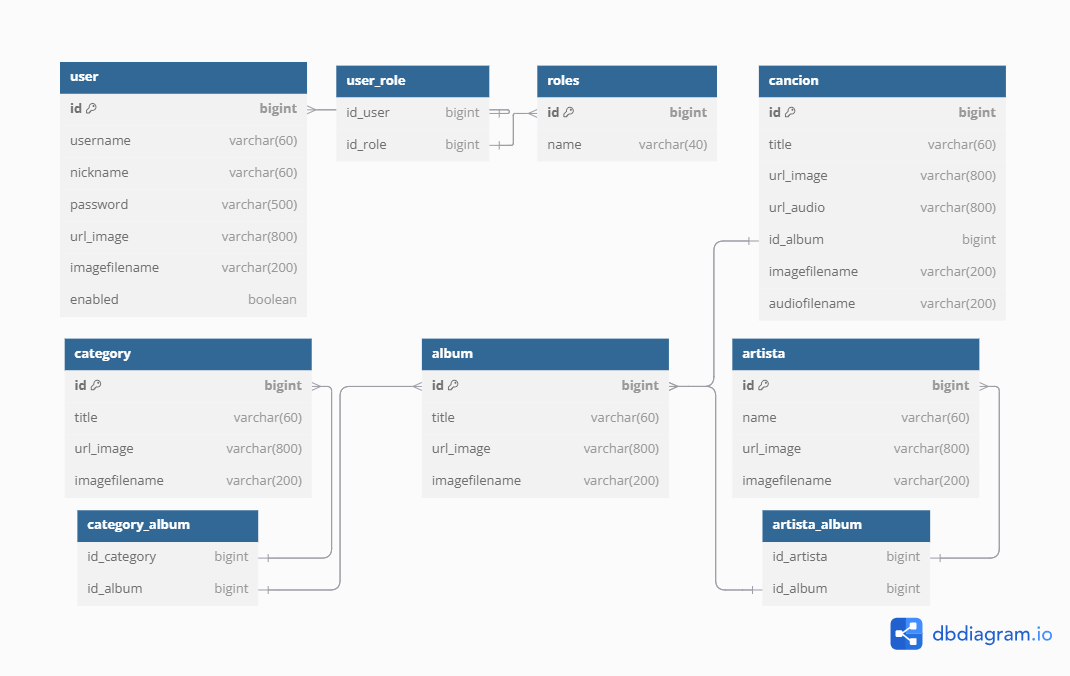 user
id bigint
username varchar(60)
nickname varchar(60)
password varchar(500)
url_image varchar(800)
imagefilename varchar(200)
enabled boolean
user_role
id_user bigint
id_role bigint
roles
id bigint
name varchar(40)
cancion
id bigint
title varchar(60)
url_image varchar(800)
url_audio varchar(800)
id_album bigint
imagefilename varchar(200)
audiofilename varchar(200)
category
id bigint
title varchar(60)
url_image varchar(800)
imagefilename varchar(200)
album
id bigint
title varchar(60)
url_image varchar(800)
imagefilename varchar(200)
artista
id bigint
name varchar(60)
url_image varchar(800)
imagefilename varchar(200)
category_album
id_category bigint
id_album bigint
artista_album
id_artista bigint
id_album bigint
dbdiagram.io